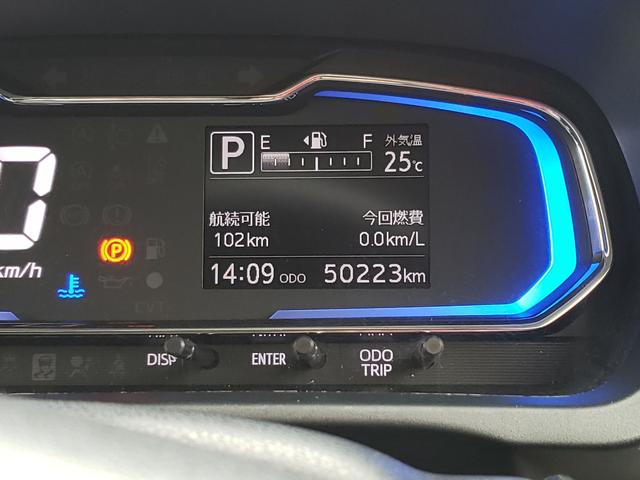 P E F 外気温
25℃
航続可能 今回燃費
102km 0.0km/L
14:09 ODO 50223km
km/h
DISP ENTER ODO
TRIP